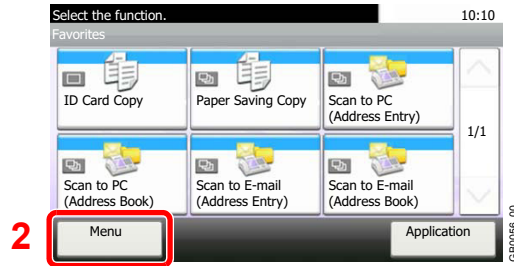 Select the function.
10:10
Favorites
ID Card Copy
Paper Saving Copy
Scan to PC
(Address Entry)
1/1
Scan to PC
(Address Book)
Scan to E-mail
(Address Entry)
Scan to E-mail
(Address Book)
2
Menu
Application
GB0056_00